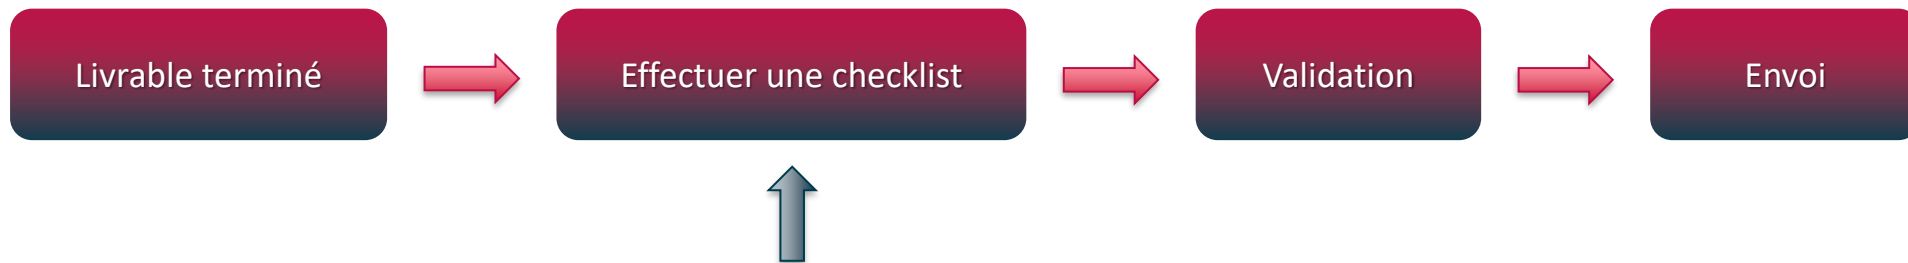 Livrable terminé
Effectuer une checklist
Validation
Envoi